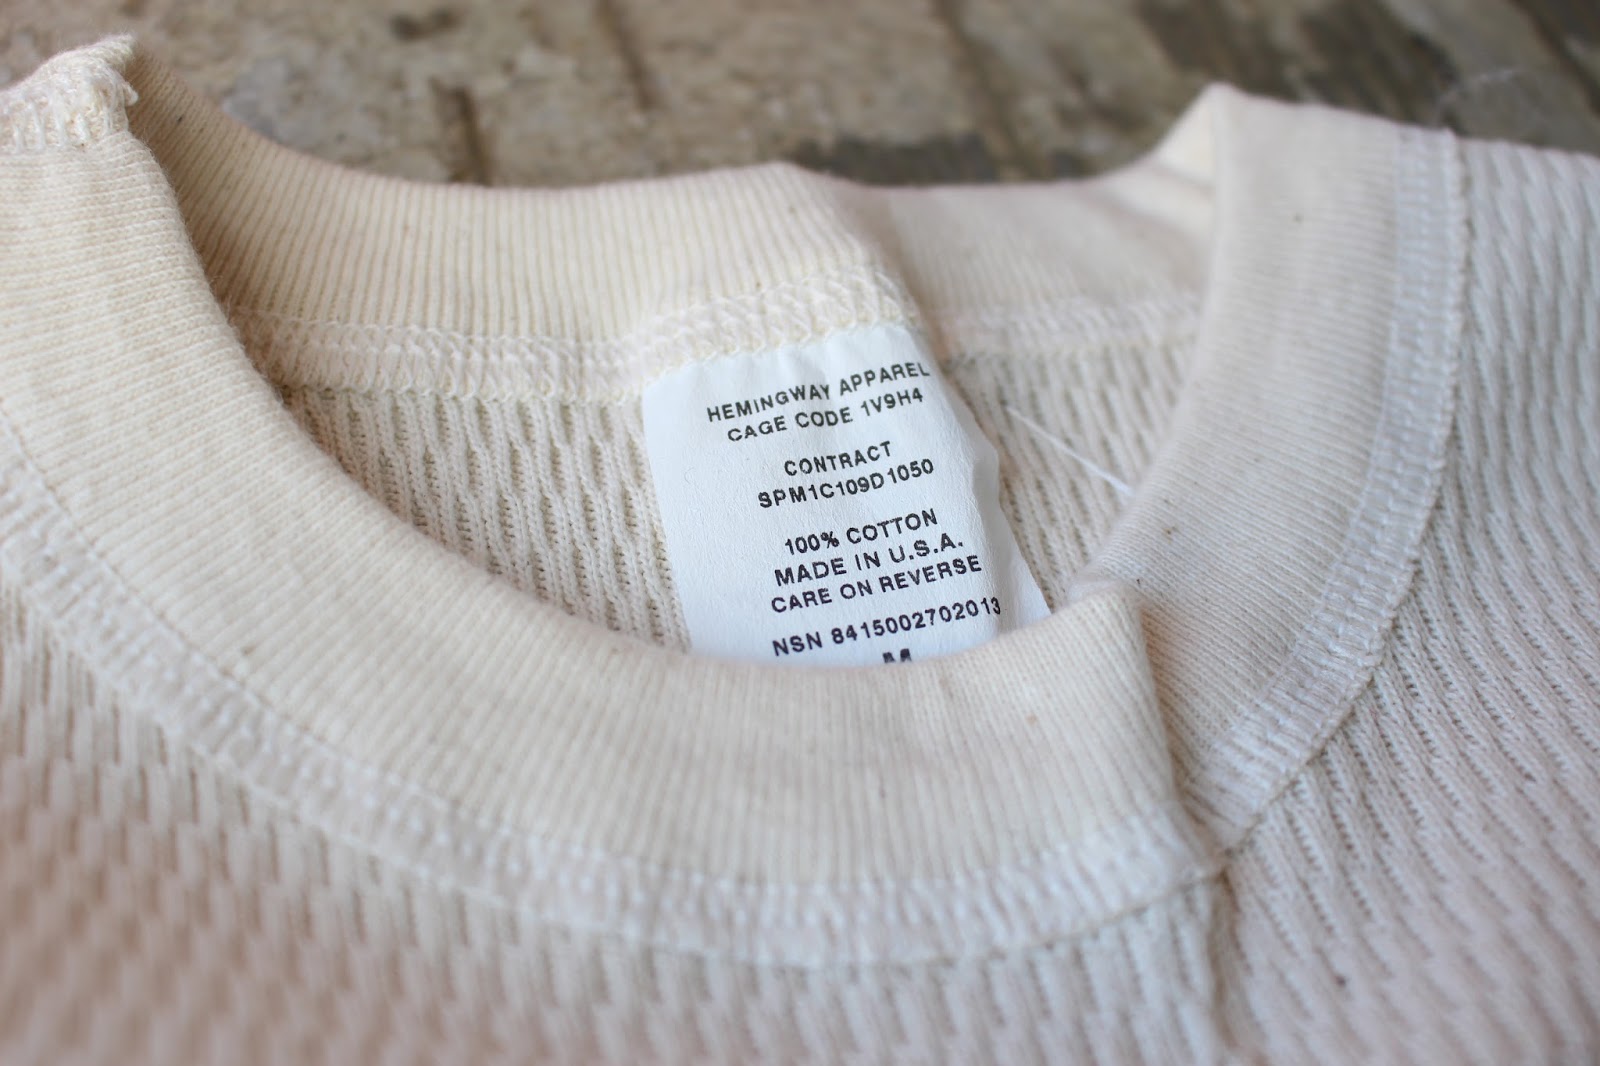 HEMINGWAY APPAREL
CAGE CODE 1V9H4
CONTRACT
SPM1C109D1050
100% COTTON
MADE IN U.S.A.
CARE ON REVERSE
NSN 8415002702013
M